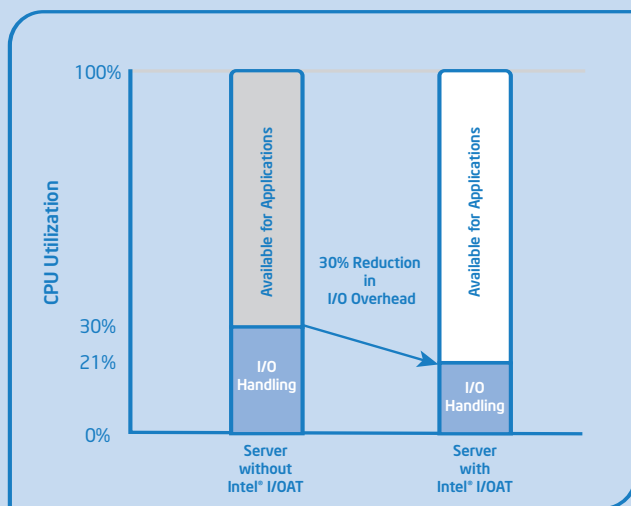 100%
CPU Utilization
Available for Applications
Available for Applications
30% Reduction
in
I/O Overhead
30%
21%
I/O
Handling
I/O
Handling
0%
Server
without
Intel® I/OAT
Server
with
Intel® I/OAT